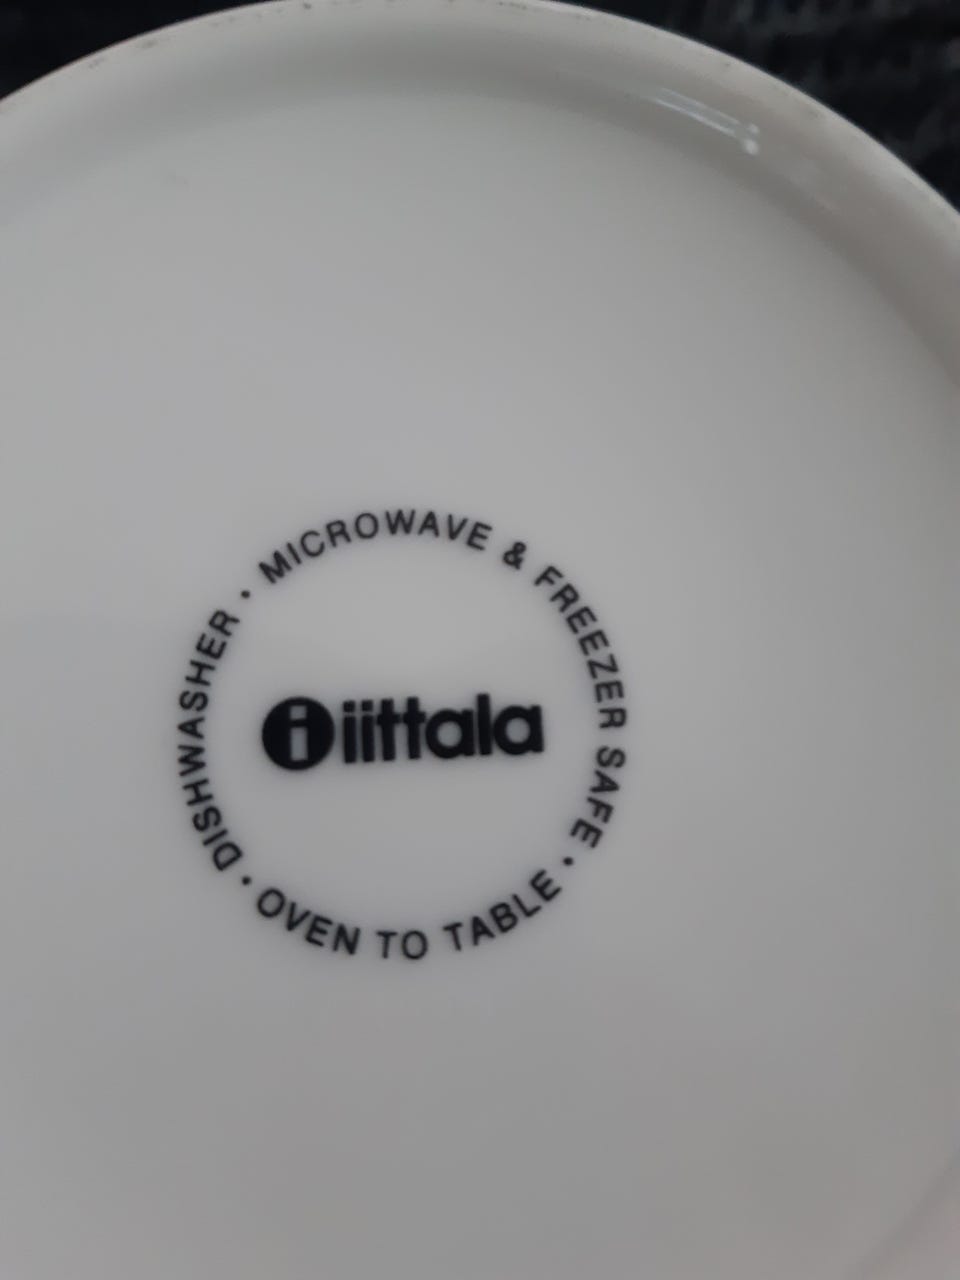 DISHWASHER • MICROWAVE & FREEZER SAFE • OVEN TO TABLE •
i iittala